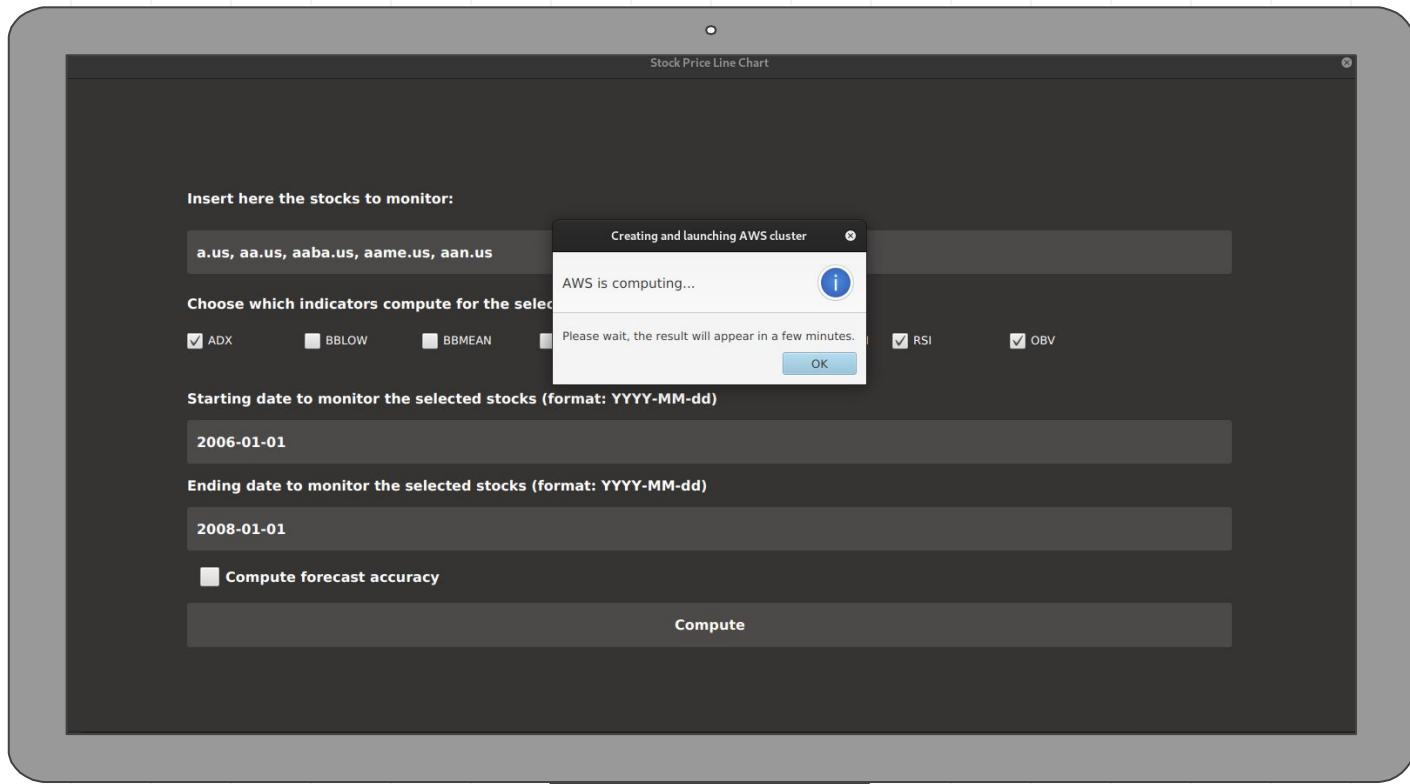 Stock Price Line Chart
Insert here the stocks to monitor:
a.us, aa.us, aaba.us, aame.us, aan.us
Creating and launching AWS cluster
AWS is computing...
Please wait, the result will appear in a few minutes.
OK
Choose which indicators compute for the
ADX BBLOW BBMEAN RSI OBV
Starting date to monitor the selected stocks (format: YYYY-MM-dd)
2006-01-01
Ending date to monitor the selected stocks (format: YYYY-MM-dd)
2008-01-01
Compute forecast accuracy
Compute